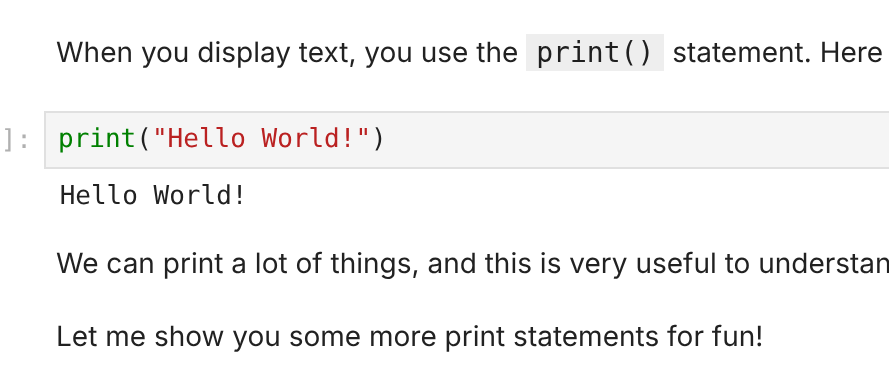 When you display text, you use the print() statement. Here
]: print("Hello World!")
Hello World!
We can print a lot of things, and this is very useful to understan
Let me show you some more print statements for fun!